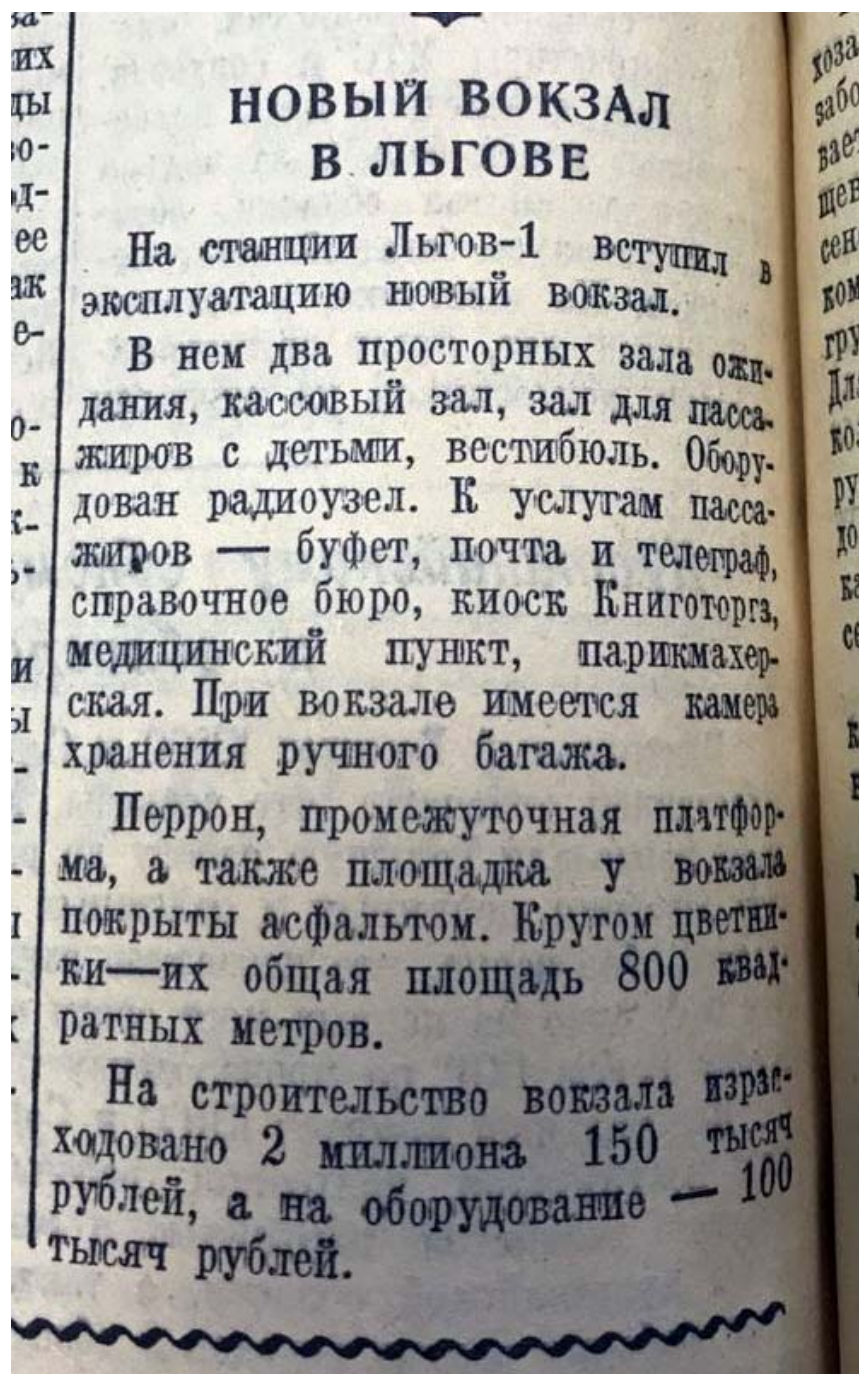 НОВЫЙ ВОКЗАЛ
В ЛЬГОВЕ
На станции Льгов-1 вступил в
эксплуатацию новый вокзал.
В нем два просторных зала ожи-
дания, кассовый зал, зал для пасса-
жиров с детьми, вестибюль. Обору-
дован радиоузел. К услугам пасса-
жиров — буфет, почта и телеграф,
справочное бюро, киоск Книготорга,
медицинский пункт, парикмахер-
ская. При вокзале имеется камера
хранения ручного багажа.
Перрон, промежуточная платфор-
ма, а также площадка у вокзала
покрыты асфальтом. Кругом цветни-
ки—их общая площадь 800 квад-
ратных метров.
На строительство вокзала израс-
ходовано 2 миллиона 150 тысяч
рублей, а на оборудование — 100
тысяч рублей.